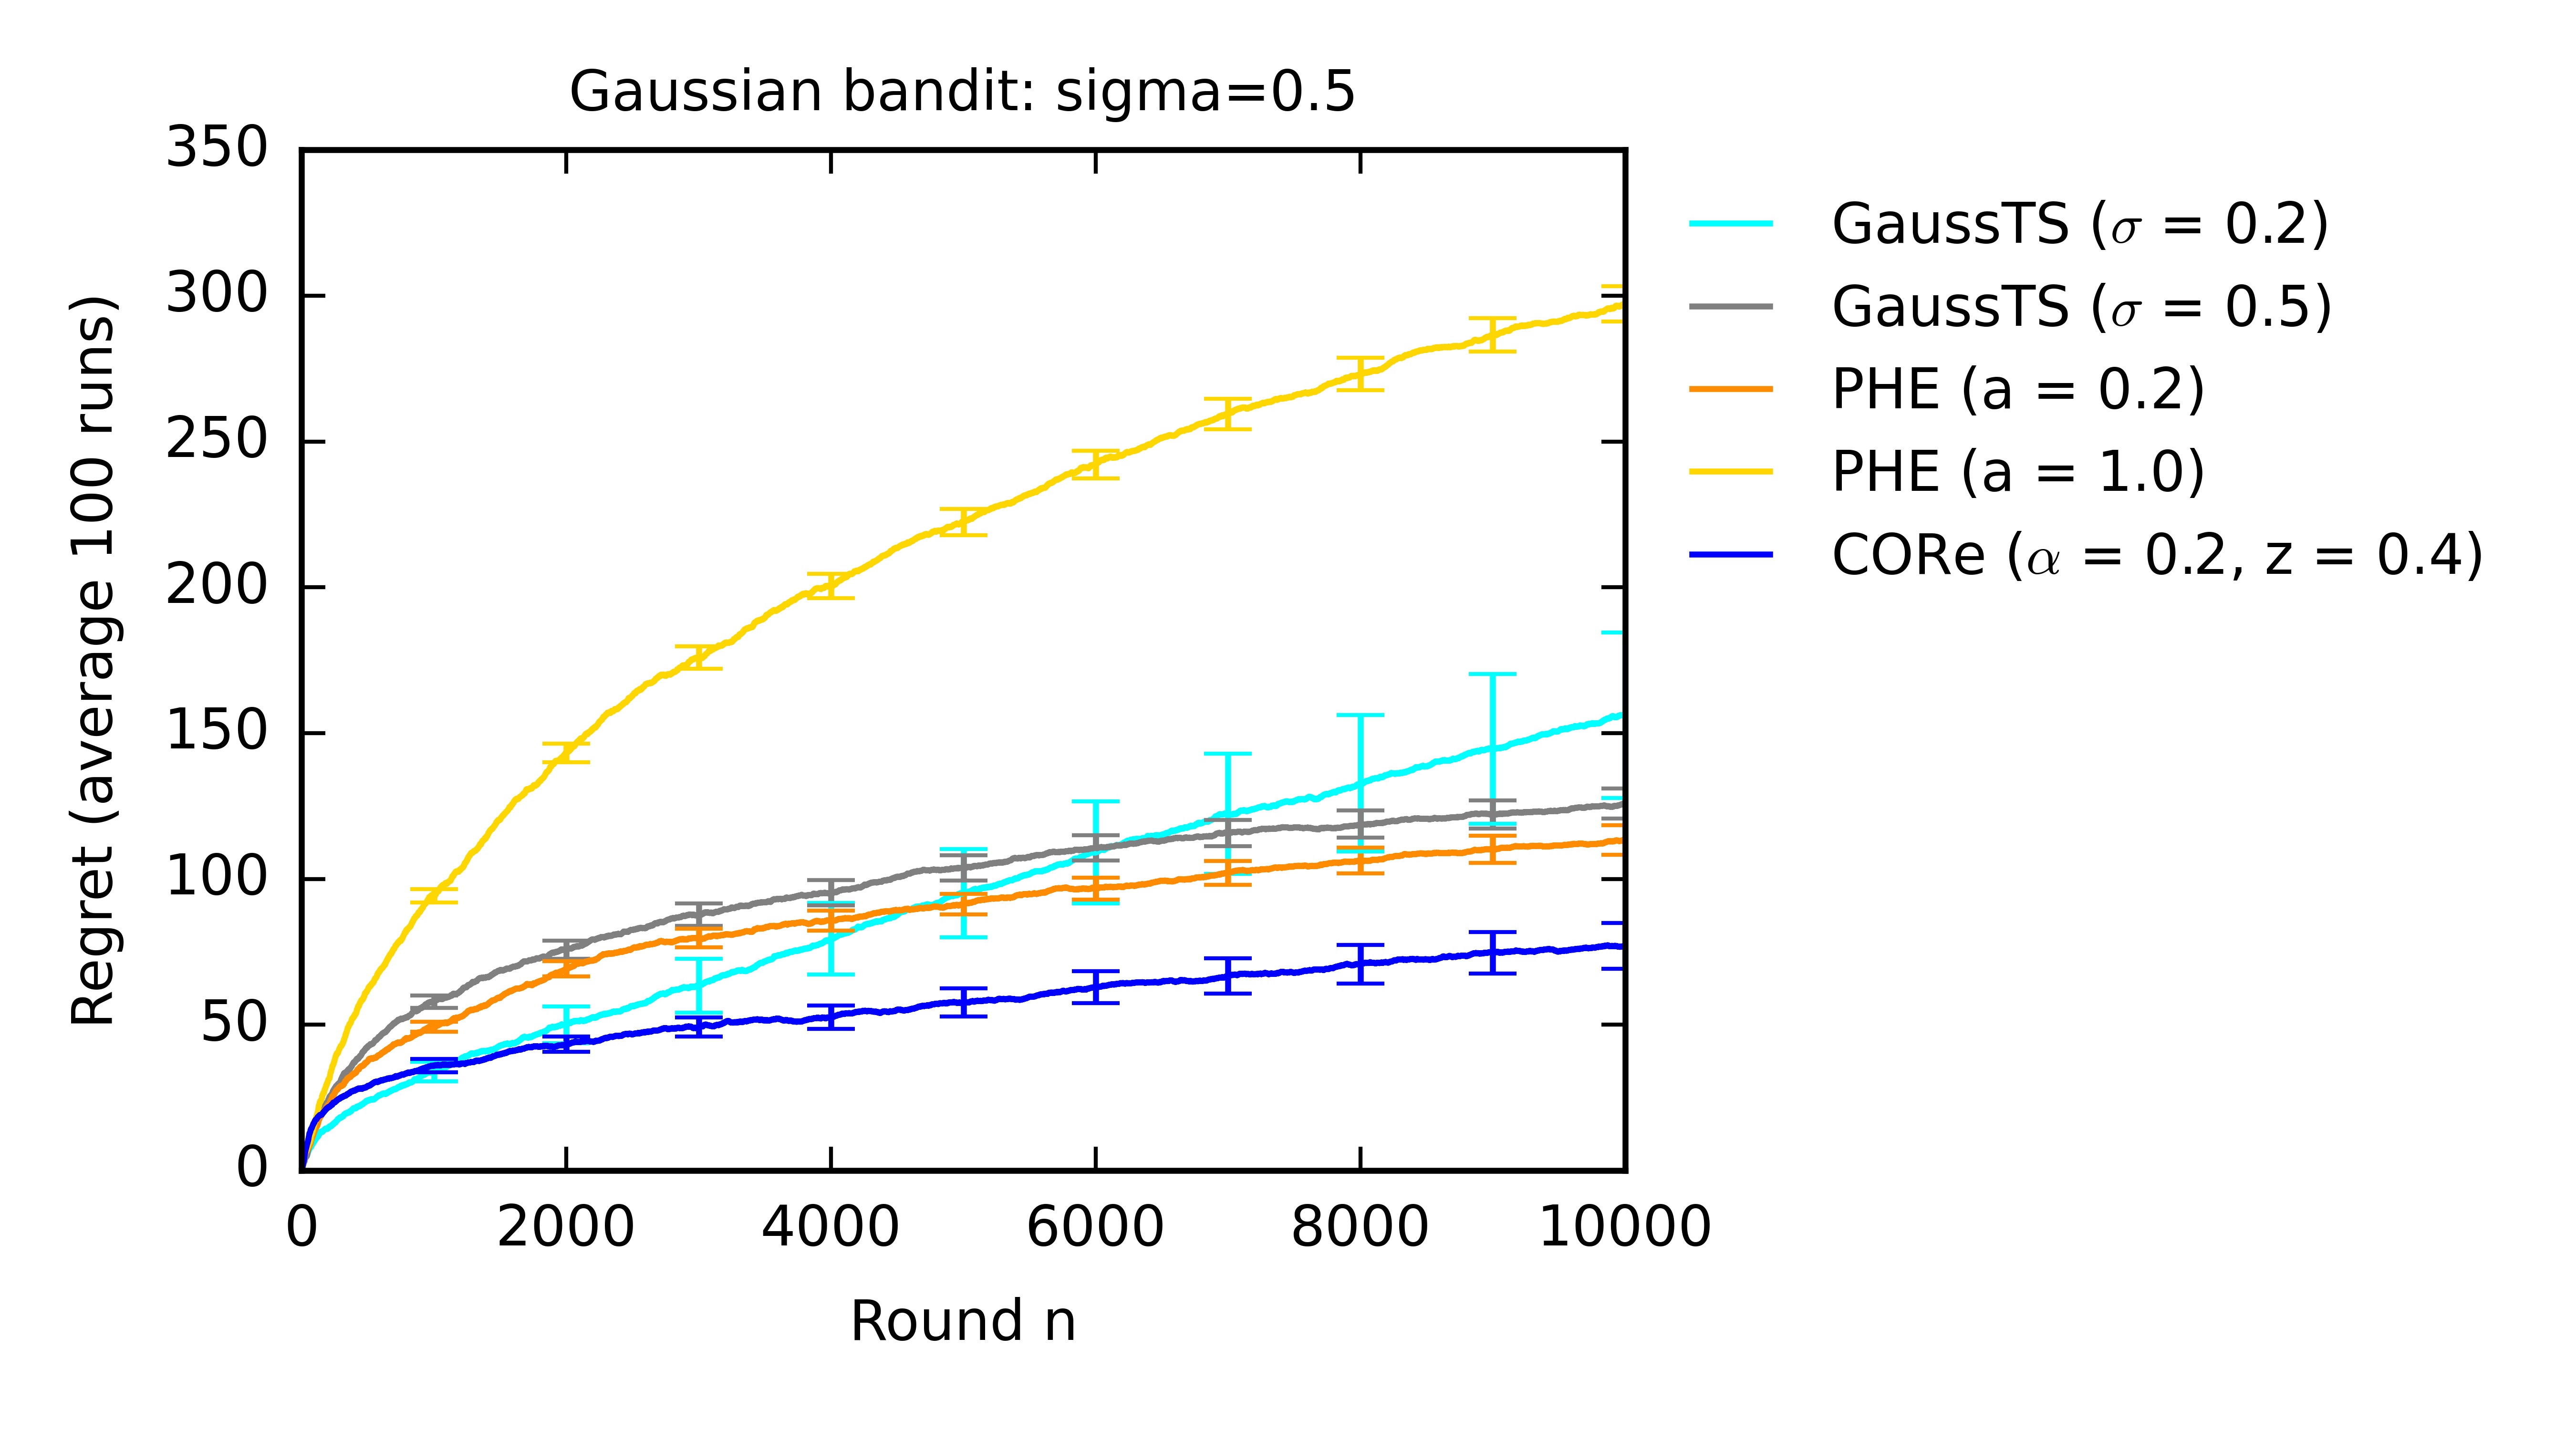 Gaussian bandit: sigma=0.5
350
300
250
200
150
100
50
0
Regret (average 100 runs)
0 2000 4000 6000 8000 10000
Round n
GaussTS (σ = 0.2)
GaussTS (σ = 0.5)
PHE (a = 0.2)
PHE (a = 1.0)
CORe (α = 0.2, z = 0.4)